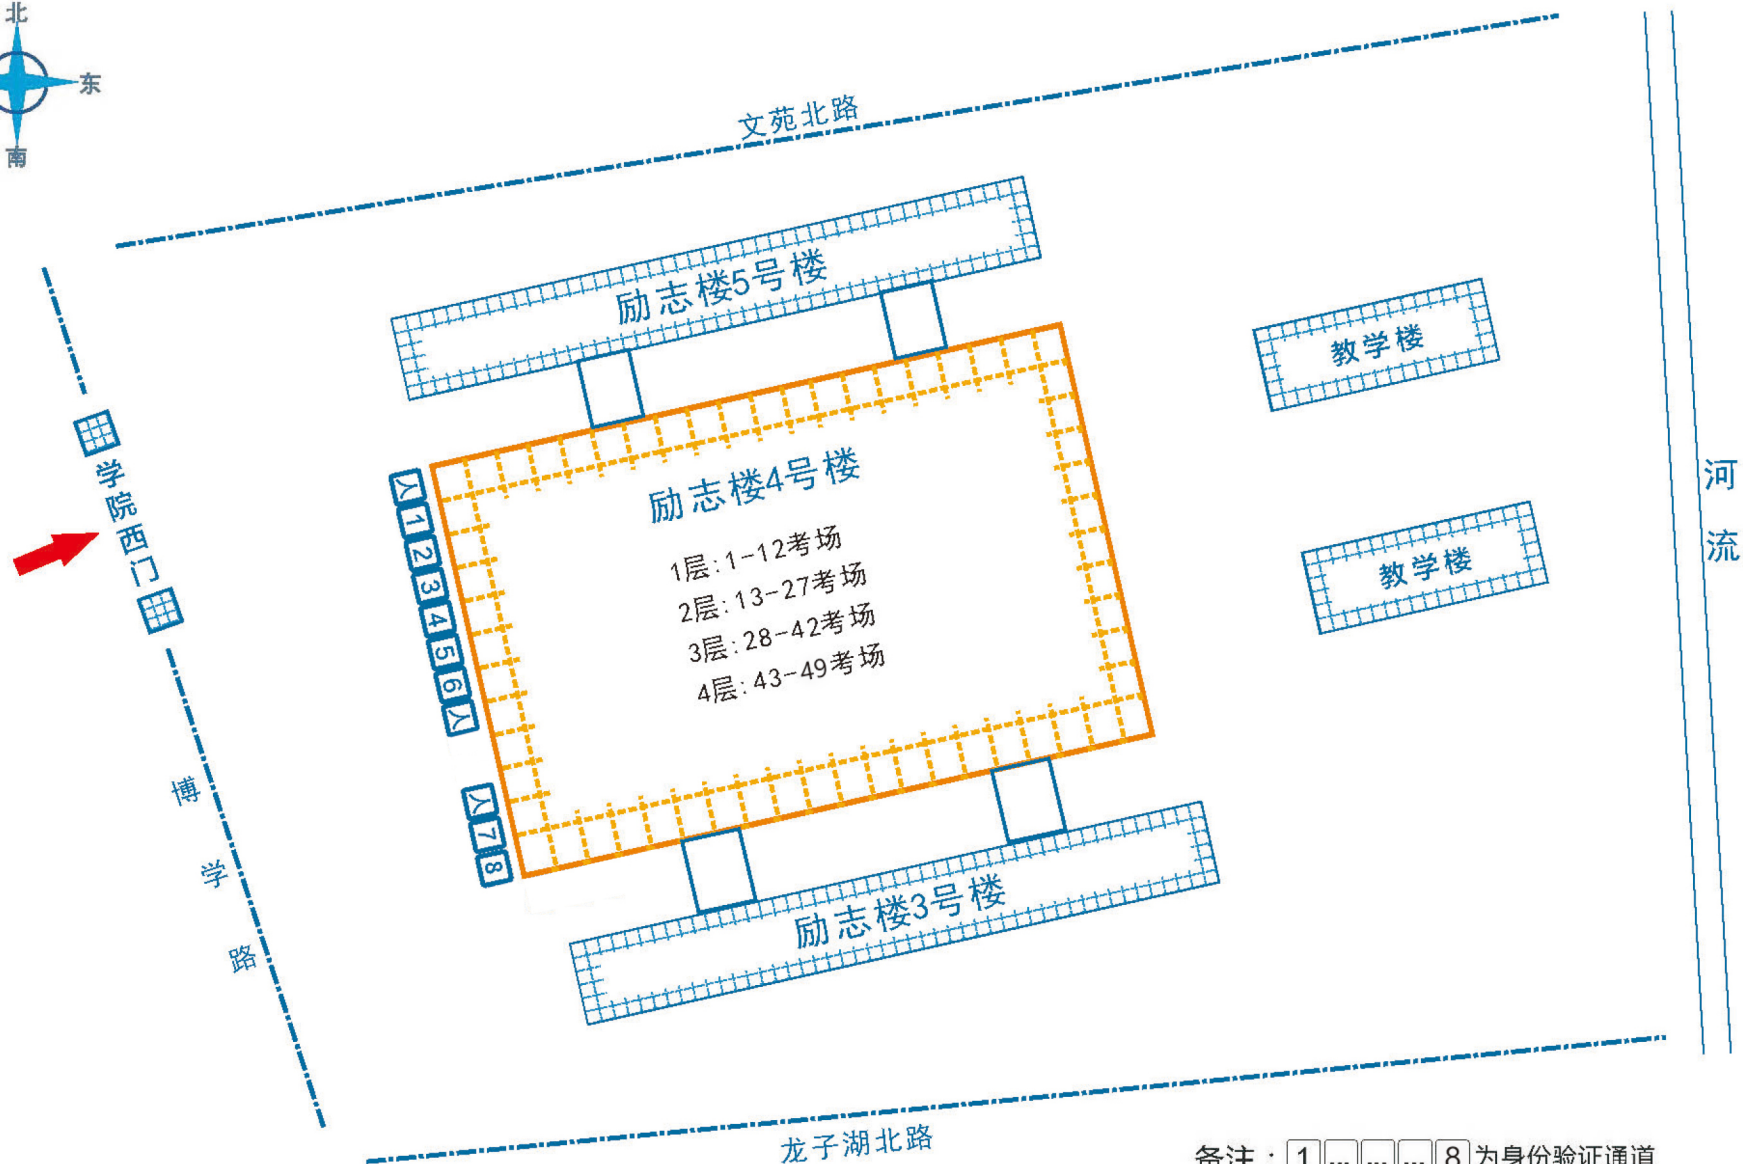 北
东
南
文苑北路
励志楼5号楼
教学楼
学院西门
励志楼4号楼
1层:1-12考场
2层:13-27考场
3层:28-42考场
4层:43-49考场
人
1
2
3
4
5
6
人
人
7
8
教学楼
河流
博学路
励志楼3号楼
龙子湖北路
备注：1 ... ... ... 8 为身份验证通道